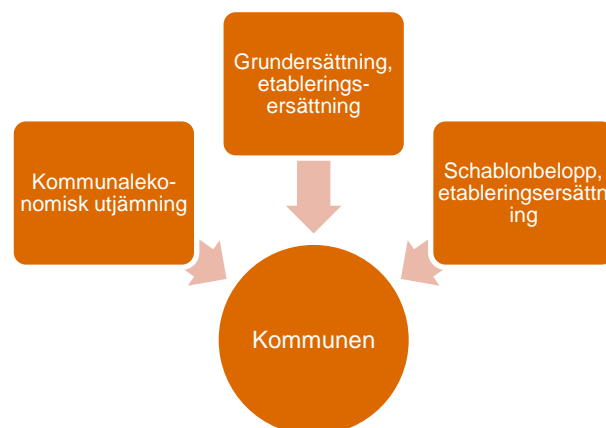 Grundersättning,
etablerings-
ersättning
Kommunaleko-
nomisk utjämning
Schablonbelopp,
etableringsersättn
ing
Kommunen